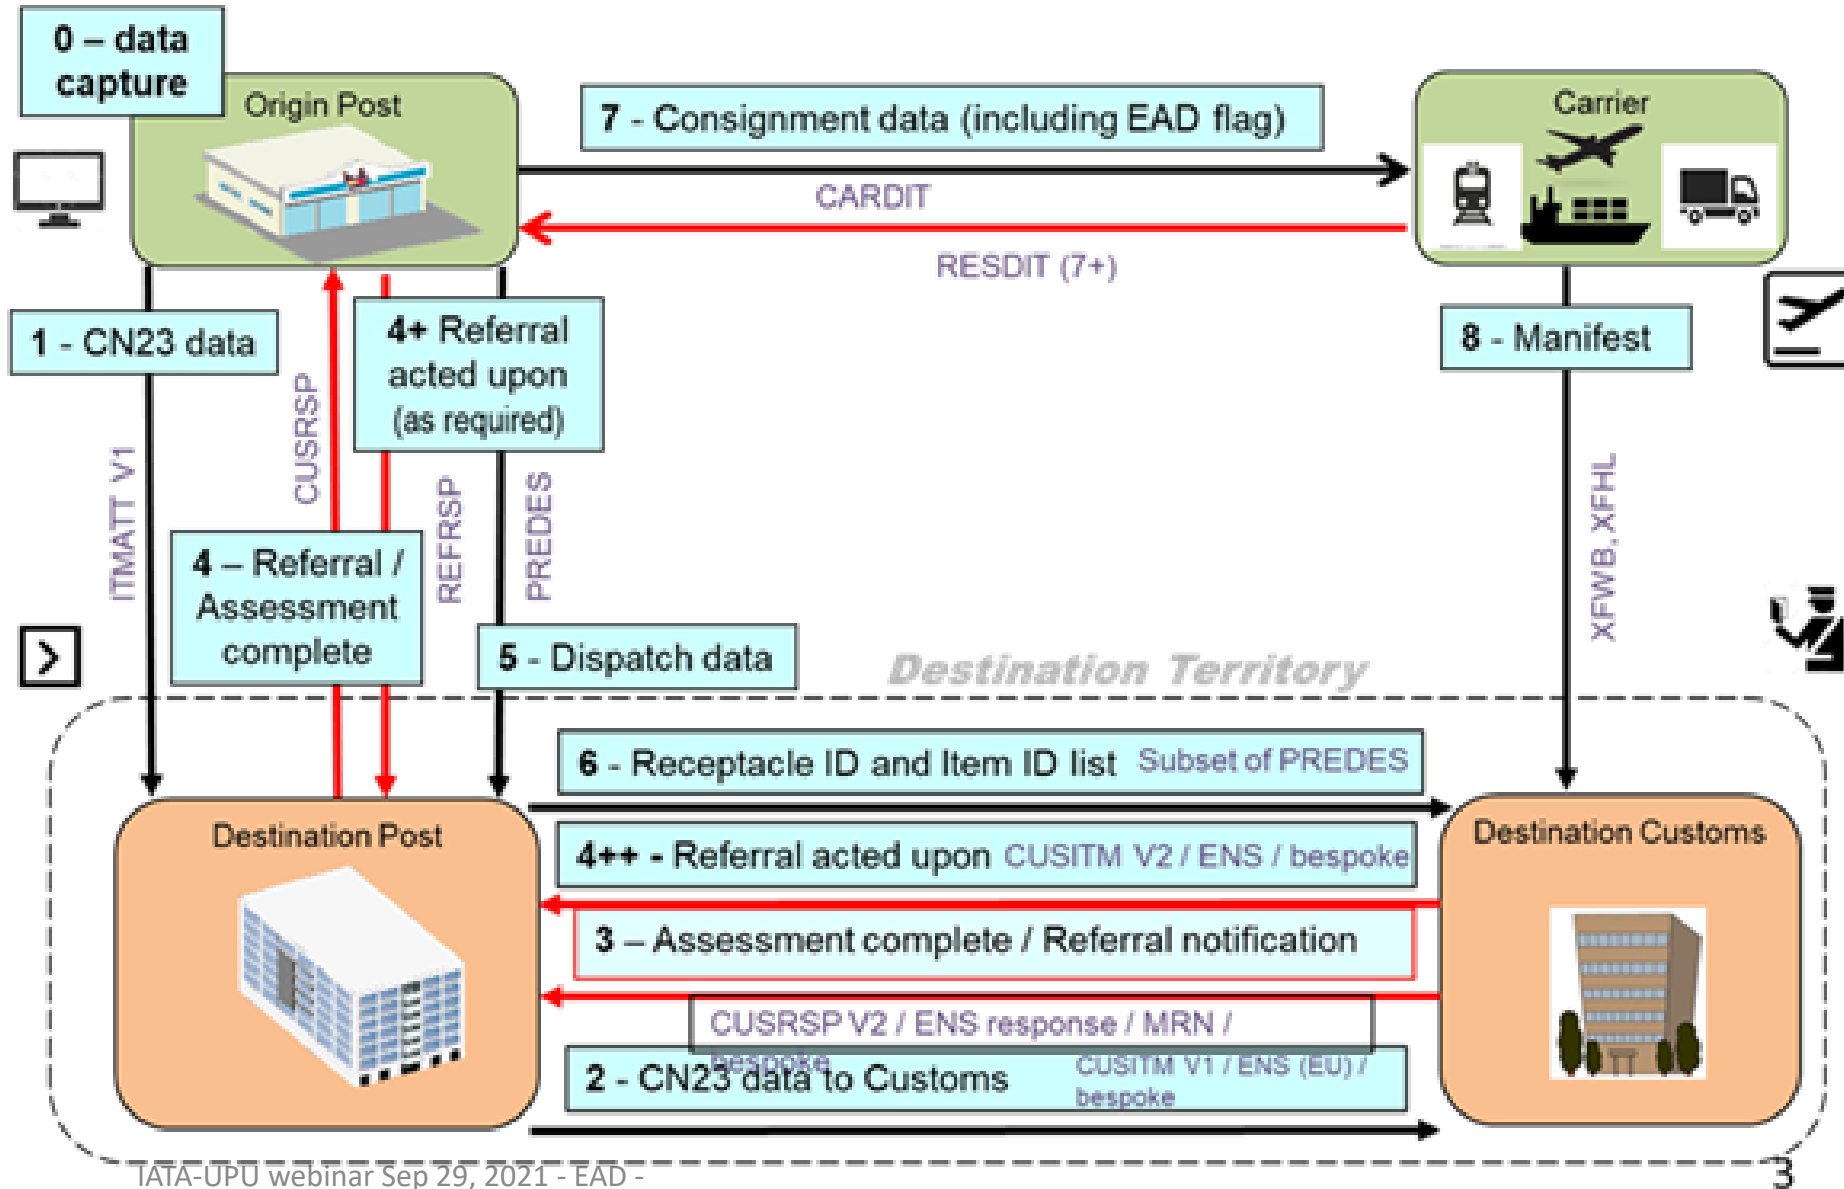 0 – data
capture
Origin Post
7 - Consignment data (including EAD flag)
CARDIT
RESDIT (7+)
Carrier
1 - CN23 data
4+ Referral
acted upon
(as required)
8 - Manifest
ITMATT V1
CUSRSP
REFRSP
PREDES
XFWB, XFHL
4 – Referral /
Assessment
complete
5 - Dispatch data
Destination Territory
6 - Receptacle ID and Item ID list Subset of PREDES
Destination Post
Destination Customs
4++ - Referral acted upon CUSITM V2 / ENS / bespoke
3 – Assessment complete / Referral notification
CUSRSP V2 / ENS response / MRN /
bespoke
2 - CN23 data to Customs
CUSITM V1 / ENS (EU) /
bespoke
IATA-UPU webinar Sep 29, 2021 - EAD -
3